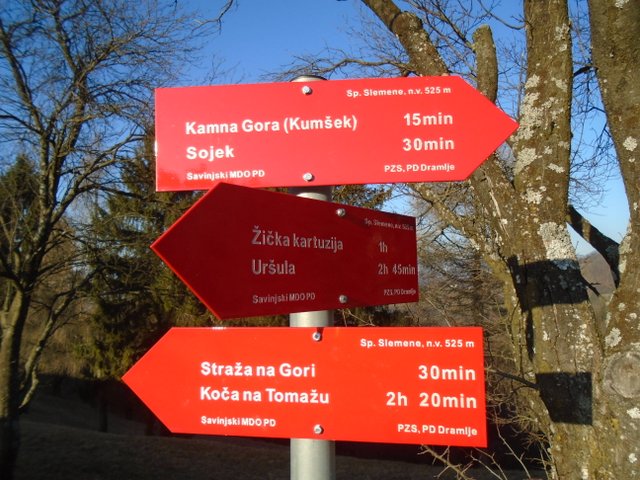 Sp. Slemene, n.v. 525 m
Kamna Gora (Kumšek) 15min
Sojek 30min
Savinjski MDO PD PZS, PD Dramlje
Sp. Slemene, n.v. 525 m
Žička kartuzija 1h
Uršula 2h 45min
Savinjski MDO PD PZS, PD Dramlje
Sp. Slemene, n.v. 525 m
Straža na Gori 30min
Koča na Tomažu 2h 20min
Savinjski MDO PD PZS, PD Dramlje